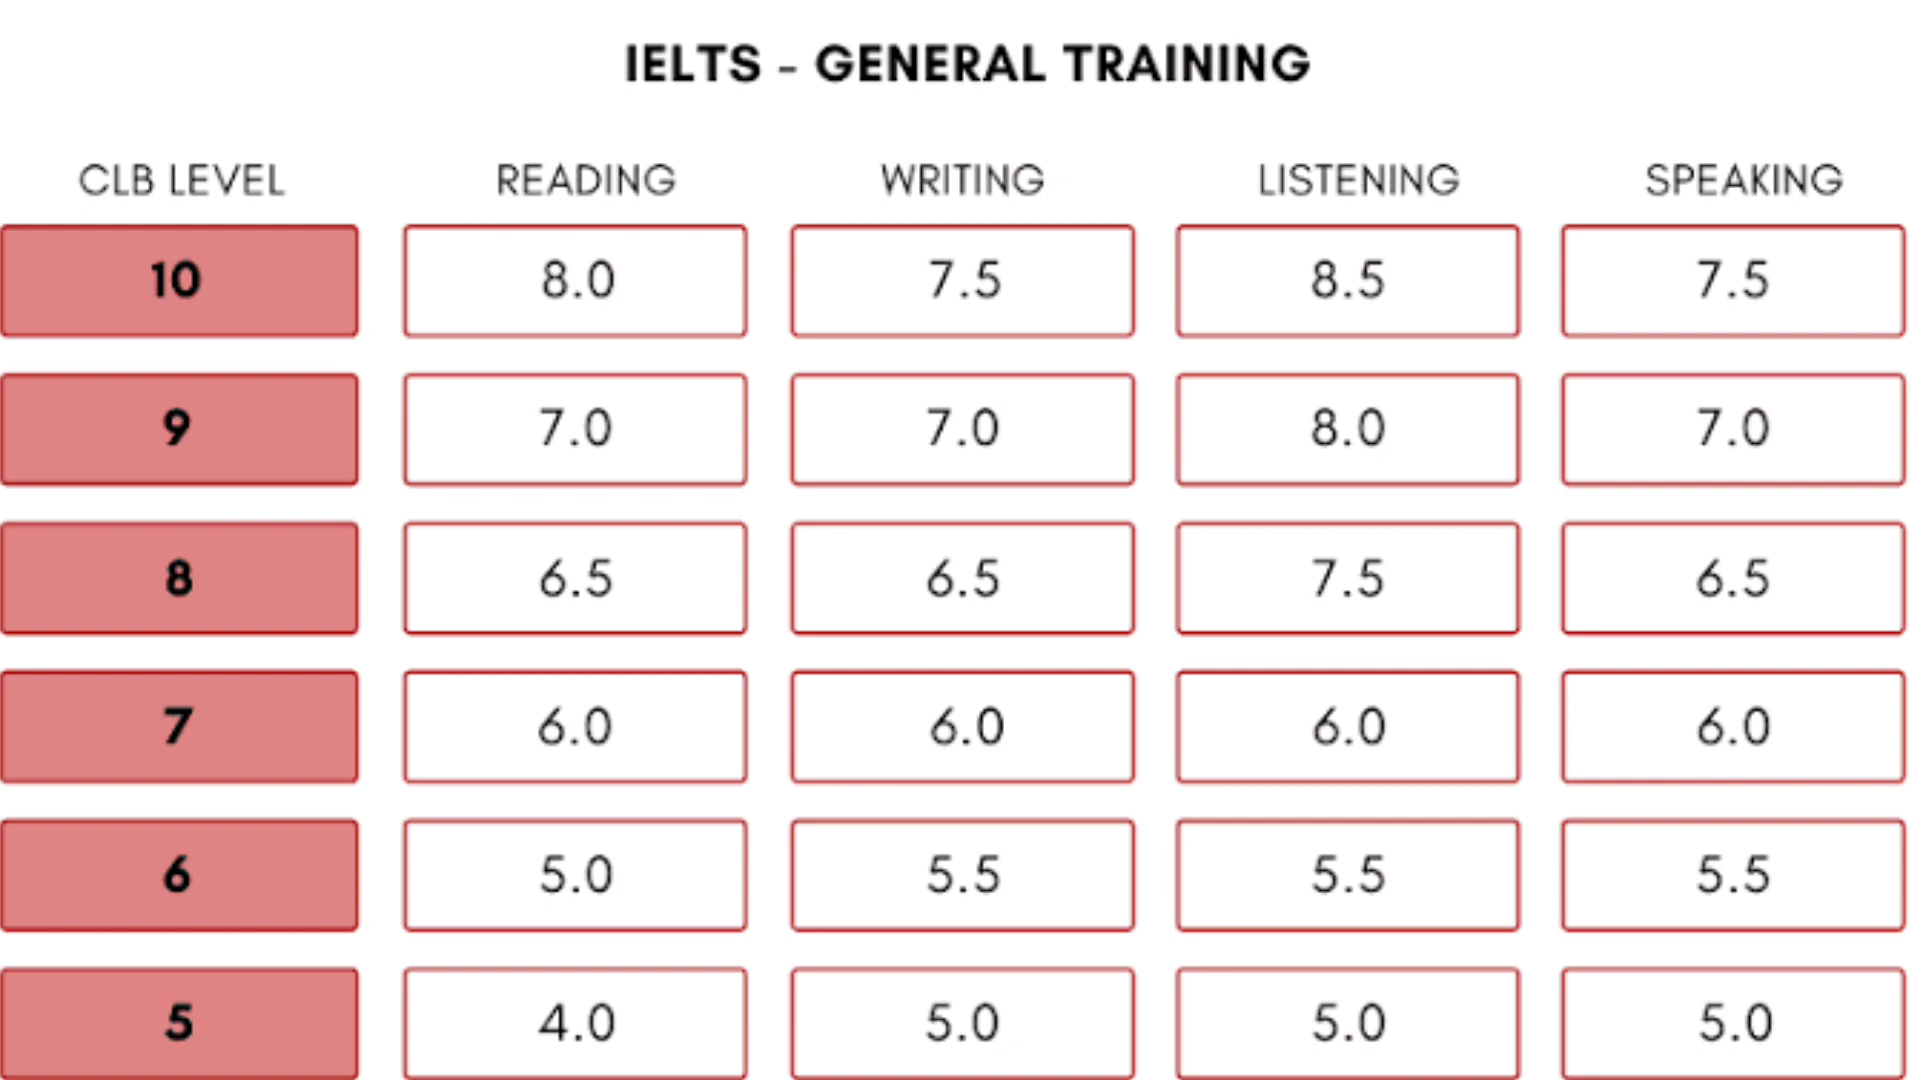 IELTS - GENERAL TRAINING
CLB LEVEL READING WRITING LISTENING SPEAKING
10 8.0 7.5 8.5 7.5
9 7.0 7.0 8.0 7.0
8 6.5 6.5 7.5 6.5
7 6.0 6.0 6.0 6.0
6 5.0 5.5 5.5 5.5
5 4.0 5.0 5.0 5.0